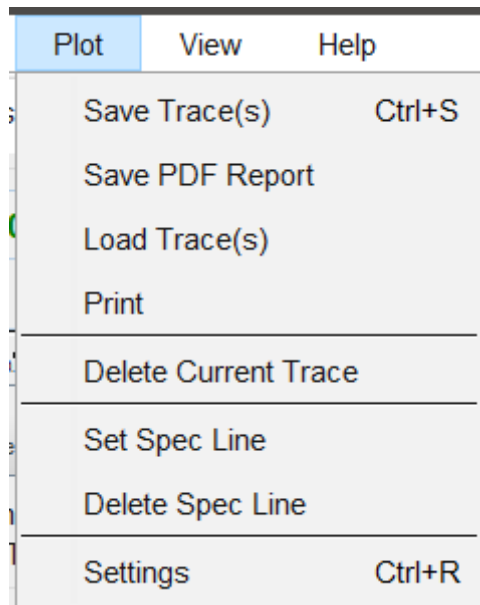 Plot View Help
Save Trace(s) Ctrl+S
Save PDF Report
Load Trace(s)
Print
Delete Current Trace
Set Spec Line
Delete Spec Line
Settings Ctrl+R